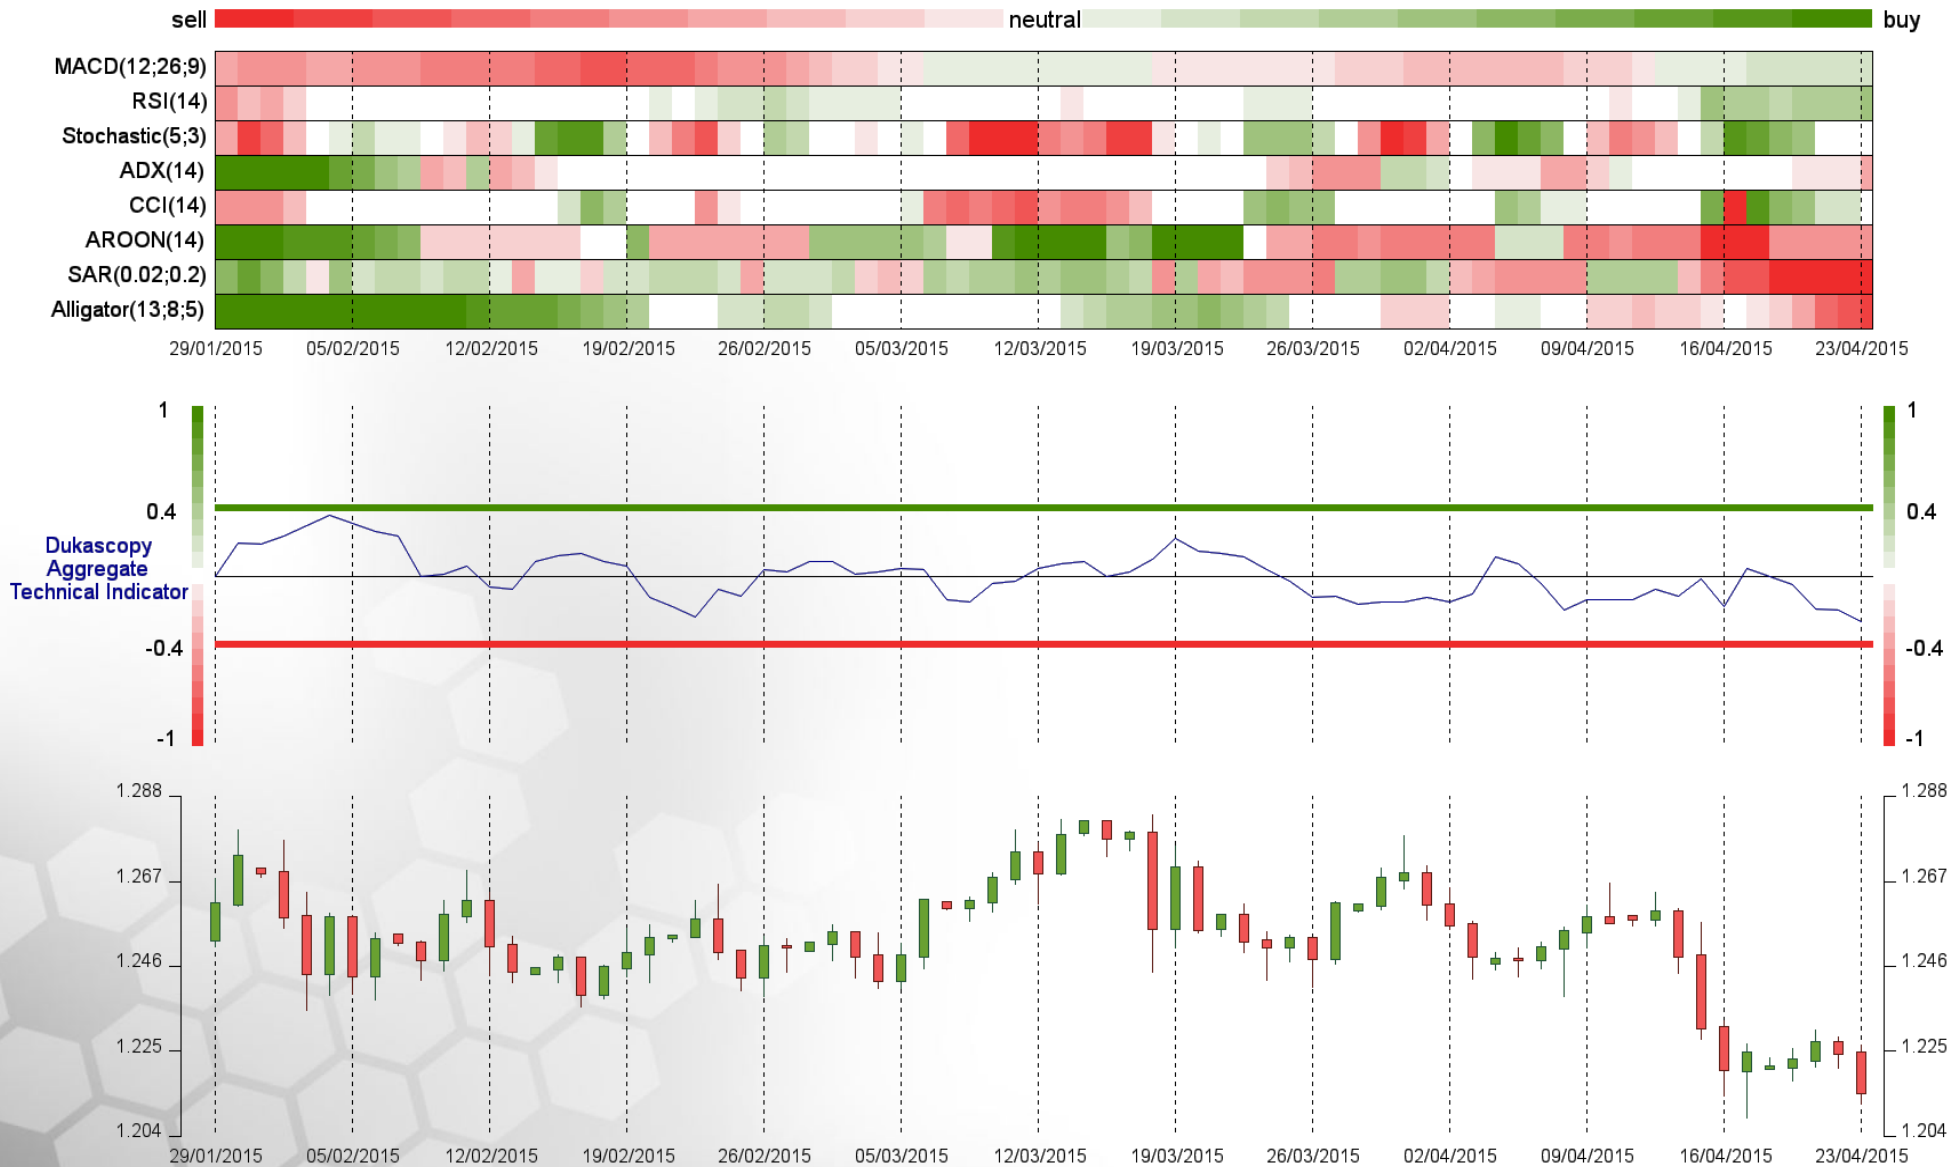 sell neutral buy
MACD(12;26;9)
RSI(14)
Stochastic(5;3)
ADX(14)
CCI(14)
AROON(14)
SAR(0.02;0.2)
Alligator(13;8;5)
29/01/2015 05/02/2015 12/02/2015 19/02/2015 26/02/2015 05/03/2015 12/03/2015 19/03/2015 26/03/2015 02/04/2015 09/04/2015 16/04/2015 23/04/2015
1 1
0.4 0.4
Dukascopy
Aggregate
Technical Indicator
-0.4 -0.4
-1 -1
1.288 1.288
1.267 1.267
1.246 1.246
1.225 1.225
1.204 1.204
29/01/2015 05/02/2015 12/02/2015 19/02/2015 26/02/2015 05/03/2015 12/03/2015 19/03/2015 26/03/2015 02/04/2015 09/04/2015 16/04/2015 23/04/2015